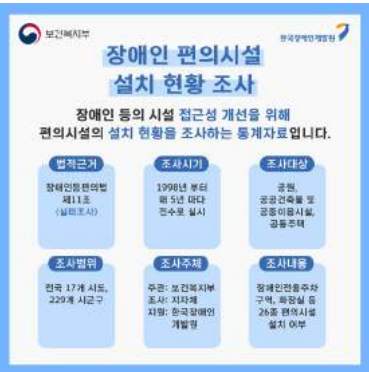 보건복지부
한국장애인개발원
장애인 편의시설
설치 현황 조사
장애인 등의 시설 접근성 개선을 위해
편의시설의 설치 현황을 조사하는 통계자료입니다.
법적근거
장애인등편의법
제11조
(실태조사)
조사시기
1998년 부터
매 5년 마다
전수로 실시
조사대상
공원,
공공건축물 및
공중이용시설,
공동주택
조사범위
전국 17개 시도,
229개 시군구
조사주체
주관: 보건복지부
조사: 지자체
지원: 한국장애인
개발원
조사내용
장애인전용주차
구역, 화장실 등
26종 편의시설
설치 여부